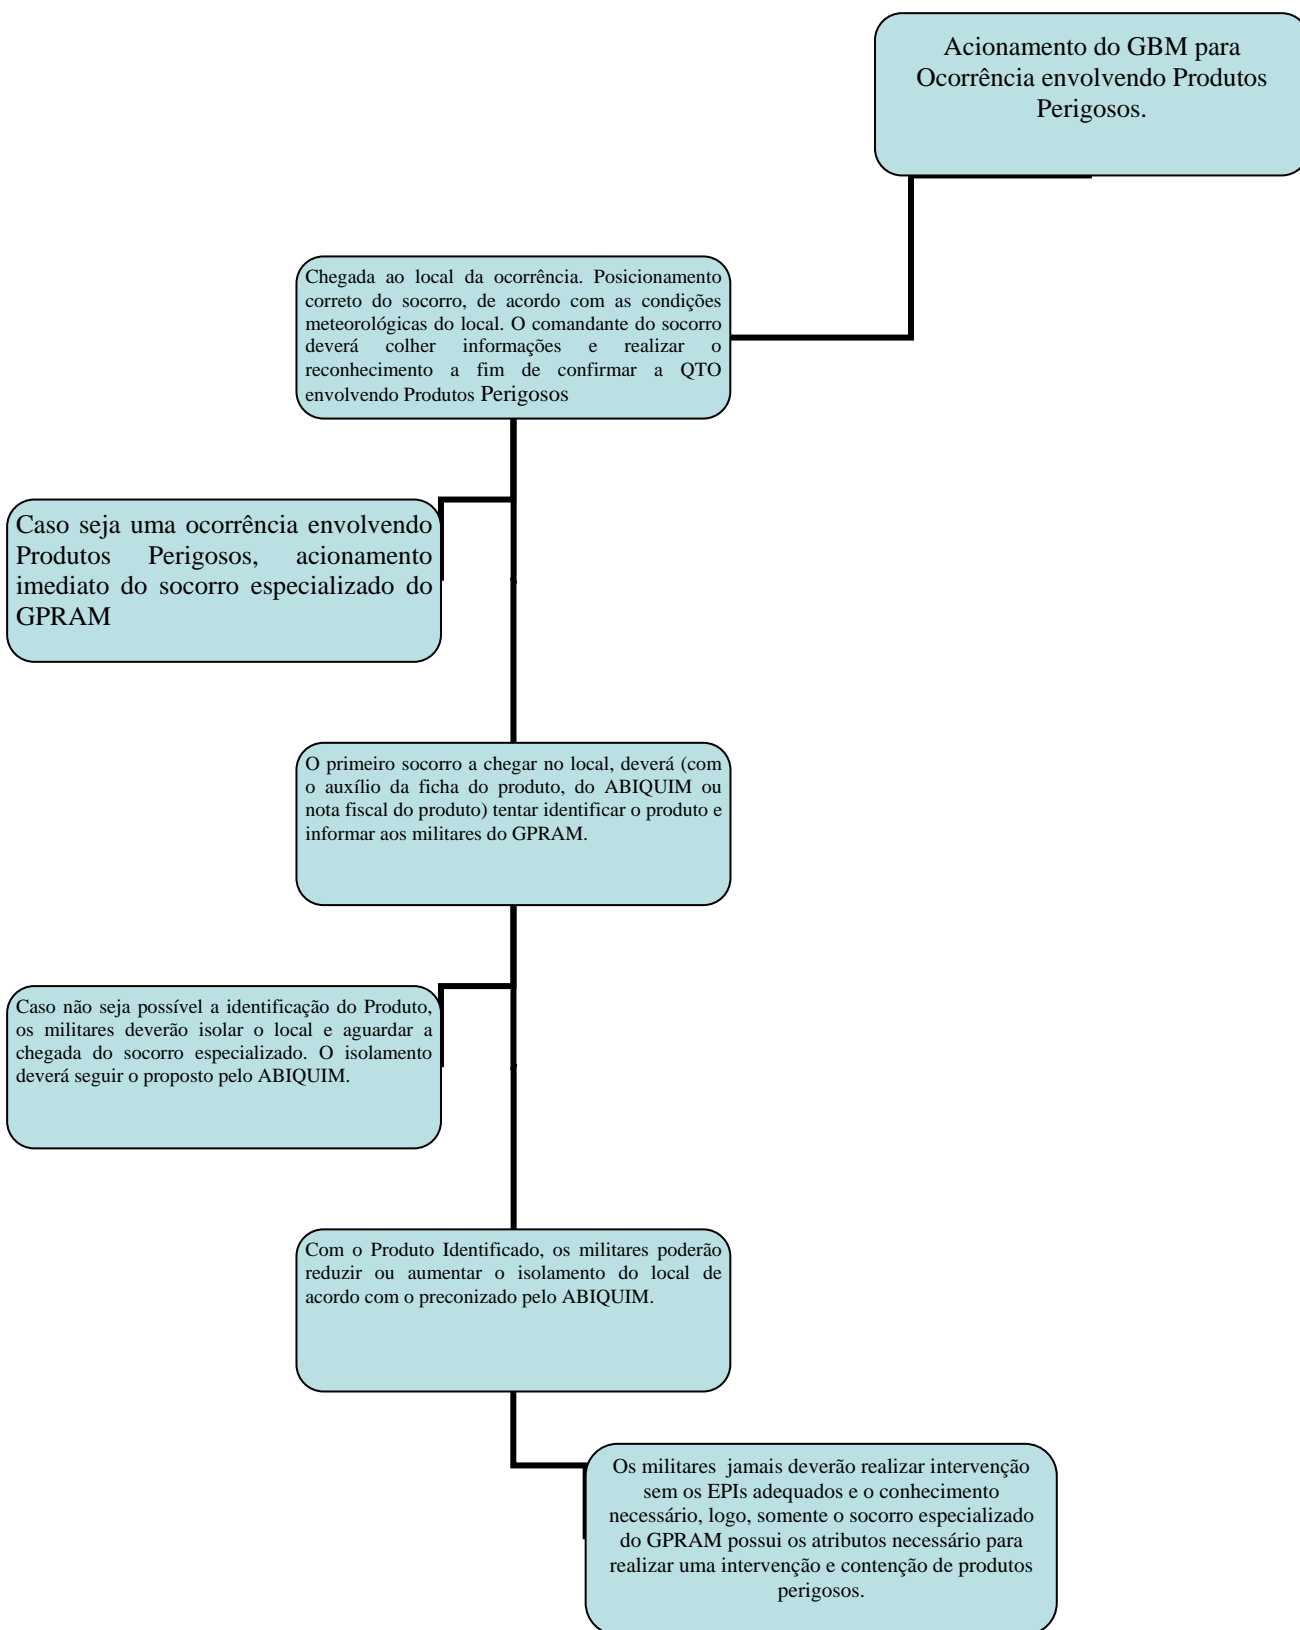 Acionamento do GBM para
Ocorrência envolvendo Produtos
Perigosos.
Chegada ao local da ocorrência. Posicionamento
correto do socorro, de acordo com as condições
meteorológicas do local. O comandante do socorro
deverá colher informações e realizar o
reconhecimento a fim de confirmar a QTO
envolvendo Produtos Perigosos
Caso seja uma ocorrência envolvendo
Produtos Perigosos, acionamento
imediato do socorro especializado do
GPRAM
O primeiro socorro a chegar no local, deverá (com
o auxílio da ficha do produto, do ABIQUIM ou
nota fiscal do produto) tentar identificar o produto e
informar aos militares do GPRAM.
Caso não seja possível a identificação do Produto,
os militares deverão isolar o local e aguardar a
chegada do socorro especializado. O isolamento
deverá seguir o proposto pelo ABIQUIM.
Com o Produto Identificado, os militares poderão
reduzir ou aumentar o isolamento do local de
acordo com o preconizado pelo ABIQUIM.
Os militares jamais deverão realizar intervenção
sem os EPIs adequados e o conhecimento
necessário, logo, somente o socorro especializado
do GPRAM possui os atributos necessário para
realizar uma intervenção e contenção de produtos
perigosos.